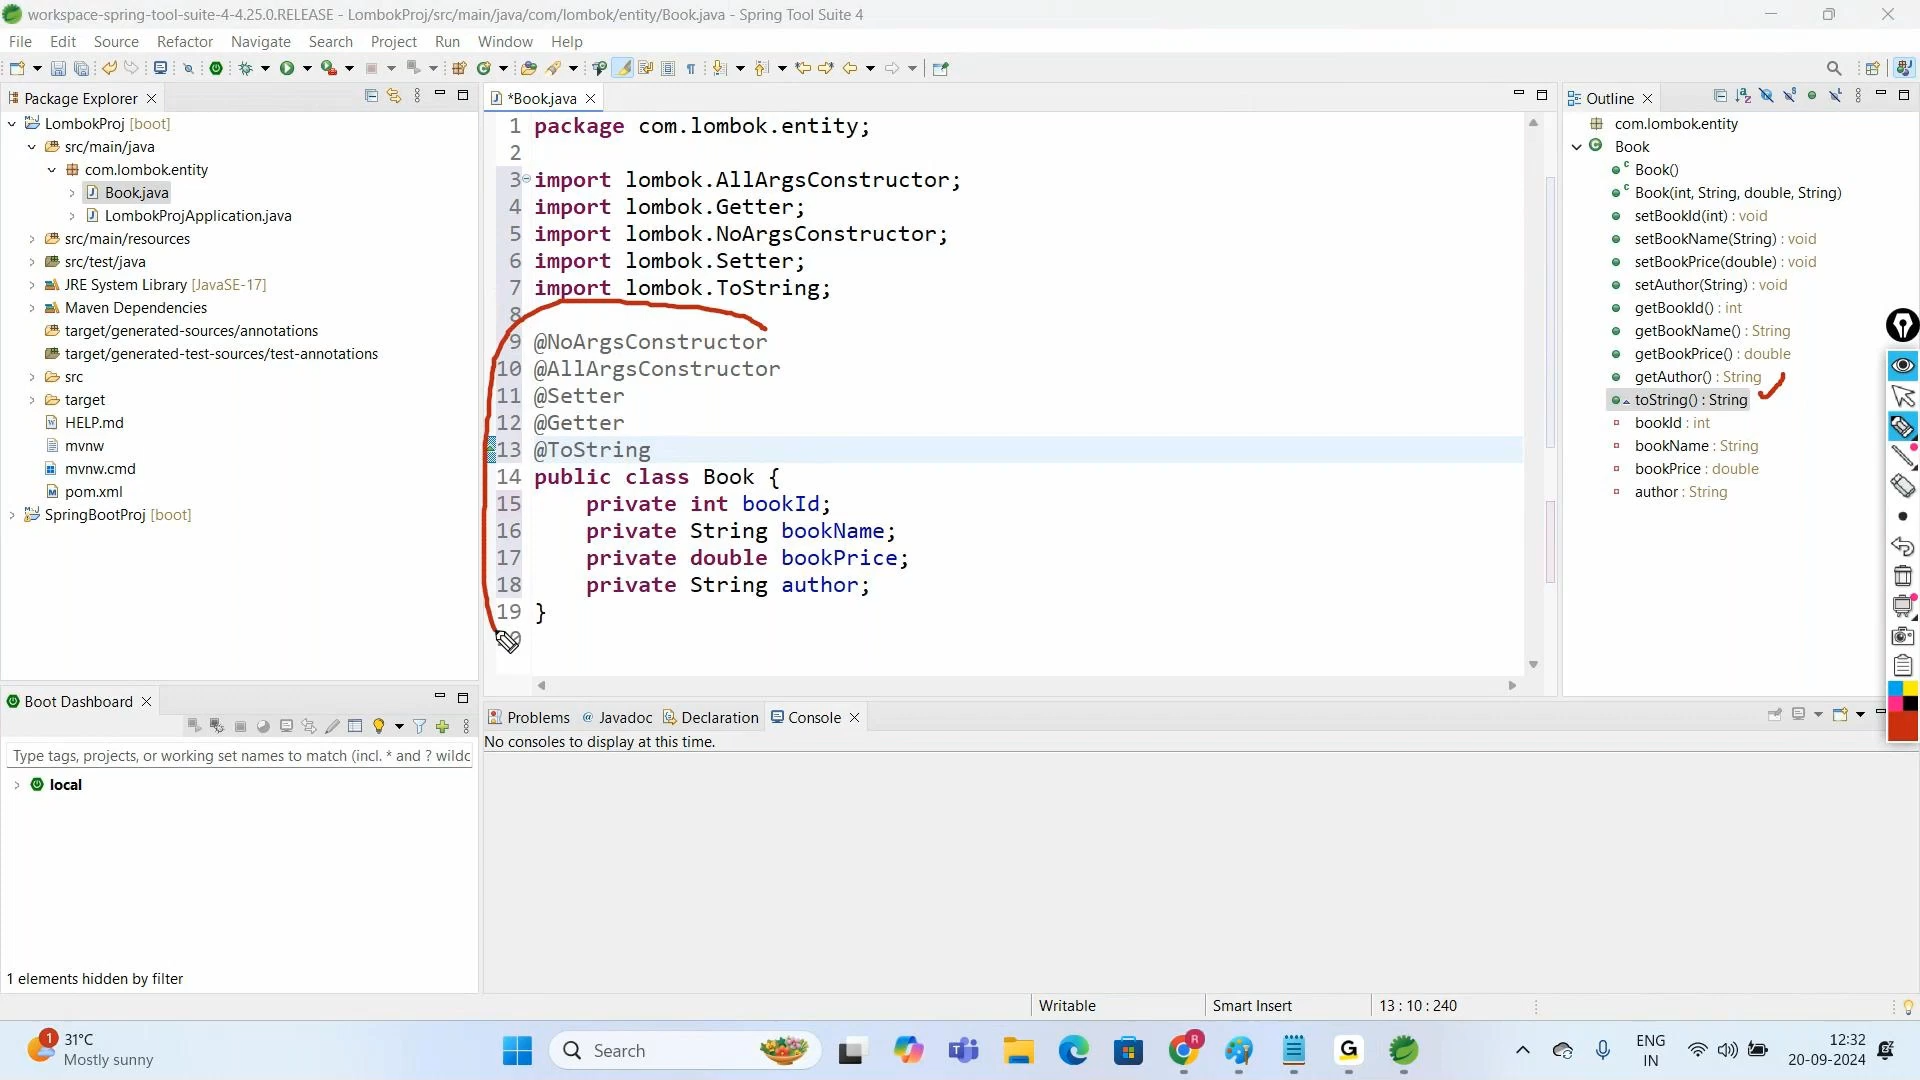 workspace-spring-tool-suite-4-4.25.0.RELEASE - LombokProj/src/main/java/com/lombok/entity/Book.java - Spring Tool Suite 4
File Edit Source Refactor Navigate Search Project Run Window Help
Package Explorer
LombokProj [boot]
src/main/java
com.lombok.entity
Book.java
LombokProjApplication.java
src/main/resources
src/test/java
JRE System Library [JavaSE-17]
Maven Dependencies
target/generated-sources/annotations
target/generated-test-sources/test-annotations
src
target
HELP.md
mvnw
mvnw.cmd
pom.xml
SpringBootProj [boot]
*Book.java
1 package com.lombok.entity;
2
3 import lombok.AllArgsConstructor;
4 import lombok.Getter;
5 import lombok.NoArgsConstructor;
6 import lombok.Setter;
7 import lombok.ToString;
8
9 @NoArgsConstructor
10 @AllArgsConstructor
11 @Setter
12 @Getter
13 @ToString
14 public class Book {
15 private int bookId;
16 private String bookName;
17 private double bookPrice;
18 private String author;
19 }
Outline
com.lombok.entity
Book
Book()
Book(int, String, double, String)
setBookId(int) : void
setBookName(String) : void
setBookPrice(double) : void
setAuthor(String) : void
getBookId() : int
getBookName() : String
getBookPrice() : double
getAuthor() : String
toString() : String
bookId : int
bookName : String
bookPrice : double
author : String
Boot Dashboard
Type tags, projects, or working set names to match (incl. * and ? wildc
local
1 elements hidden by filter
Problems Javadoc Declaration Console
No consoles to display at this time.
Writable Smart Insert 13 : 10 : 240
31°C
Mostly sunny
Search
ENG
IN
12:32
20-09-2024